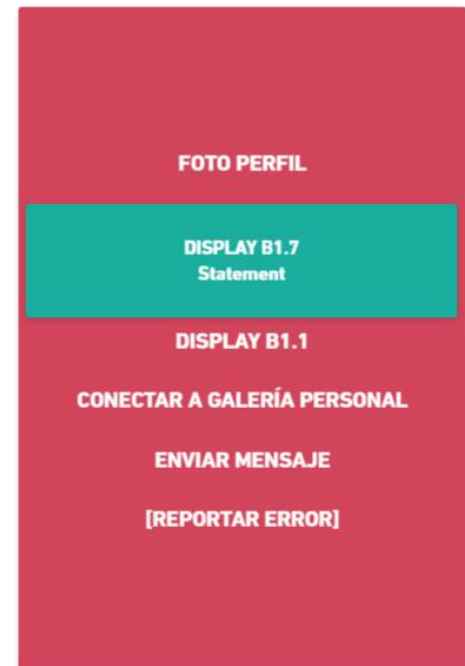 FOTO PERFIL
DISPLAY B1.7
Statement
DISPLAY B1.1
CONECTAR A GALERÍA PERSONAL
ENVIAR MENSAJE
[REPORTAR ERROR]